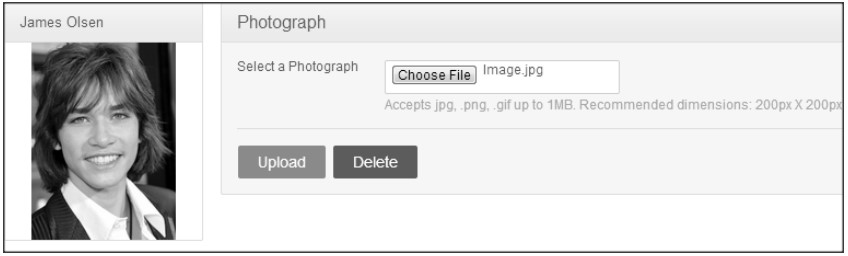 James Olsen
Photograph
Select a Photograph
Choose File Image.jpg
Accepts jpg, .png, .gif up to 1MB. Recommended dimensions: 200px X 200px
Upload Delete